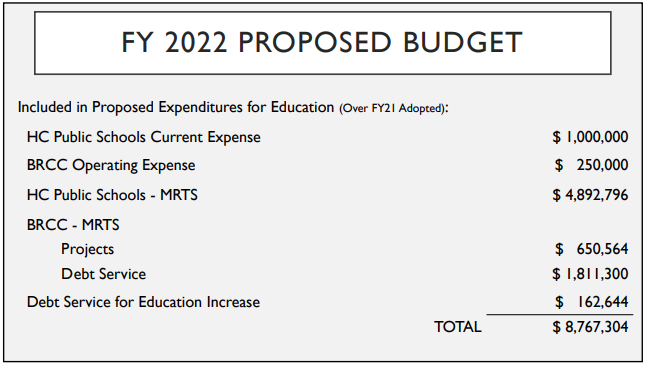 FY 2022 PROPOSED BUDGET
Included in Proposed Expenditures for Education (Over FY21 Adopted):
HC Public Schools Current Expense $ 1,000,000
BRCC Operating Expense $ 250,000
HC Public Schools - MRTS $ 4,892,796
BRCC - MRTS
Projects $ 650,564
Debt Service $ 1,811,300
Debt Service for Education Increase $ 162,644
TOTAL $ 8,767,304